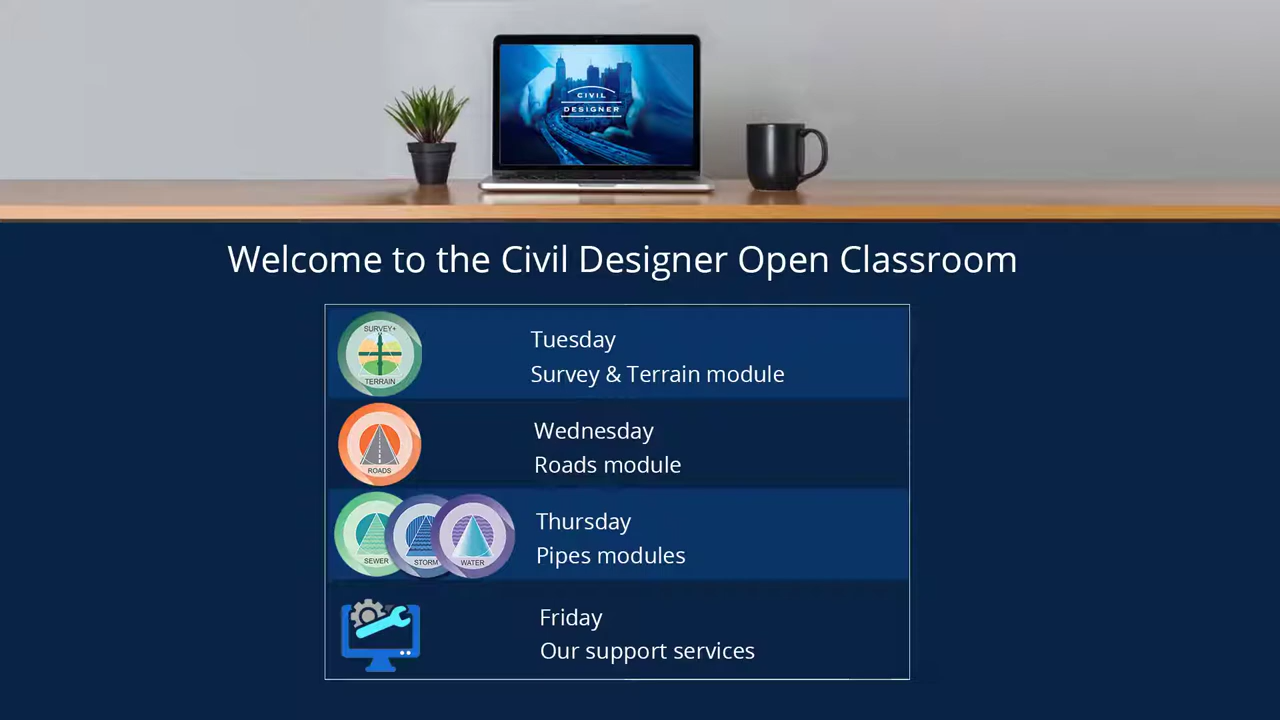 CIVIL
DESIGNER
Welcome to the Civil Designer Open Classroom
SURVEY+
TERRAIN
Tuesday
Survey & Terrain module
ROADS
Wednesday
Roads module
SEWER
STORM
WATER
Thursday
Pipes modules
Friday
Our support services